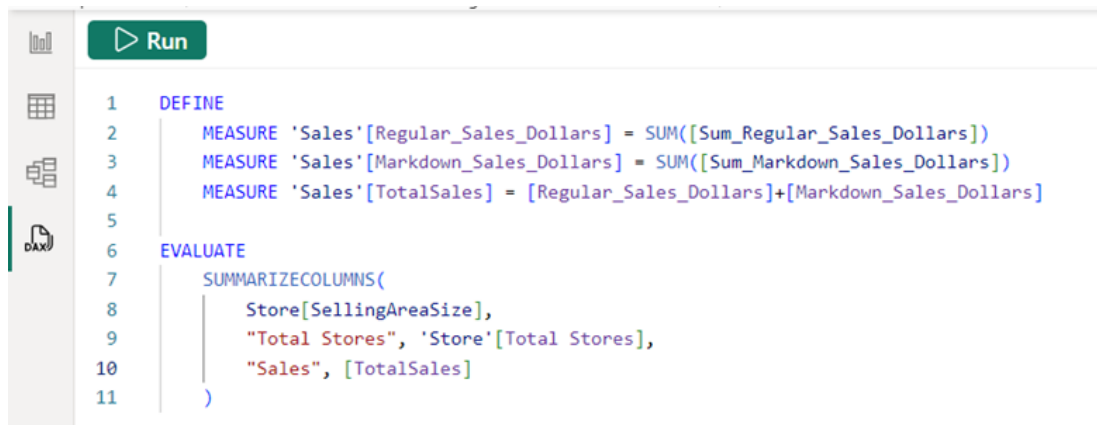 Run
1 DEFINE
2 MEASURE 'Sales'[Regular_Sales_Dollars] = SUM([Sum_Regular_Sales_Dollars])
3 MEASURE 'Sales'[Markdown_Sales_Dollars] = SUM([Sum_Markdown_Sales_Dollars])
4 MEASURE 'Sales'[TotalSales] = [Regular_Sales_Dollars]+[Markdown_Sales_Dollars]
5
6 EVALUATE
7 SUMMARIZECOLUMNS(
8 Store[SellingAreaSize],
9 "Total Stores", 'Store'[Total Stores],
10 "Sales", [TotalSales]
11 )
DAX